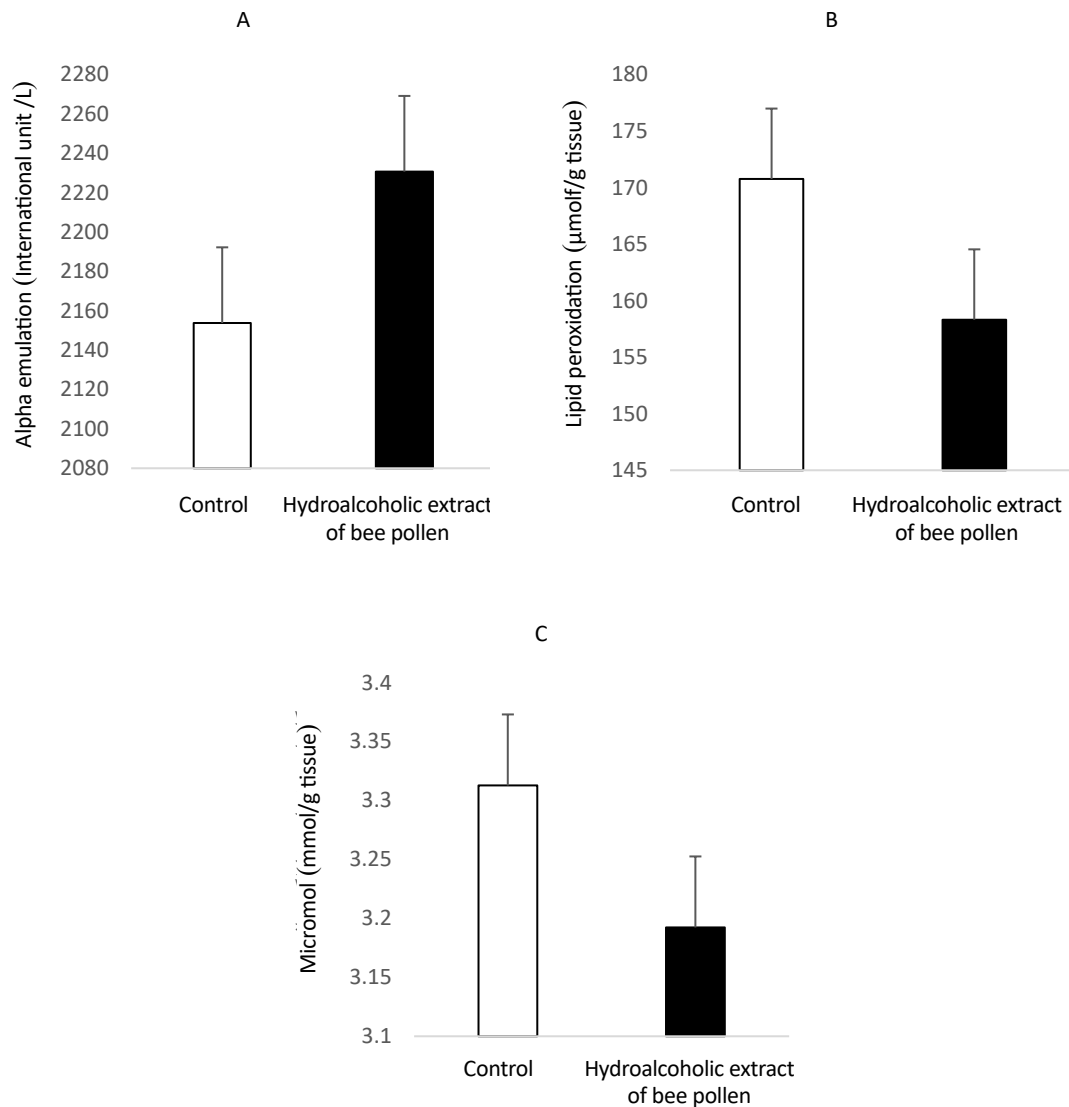 A
Alpha emulation (International unit /L)
2280
2260
2240
2220
2200
2180
2160
2140
2120
2100
2080
Control
Hydroalcoholic extract
of bee pollen
B
Lipid peroxidation (µmolf/g tissue)
180
175
170
165
160
155
150
145
Control
Hydroalcoholic extract
of bee pollen
C
Micromol (mmol/g tissue)
3.4
3.35
3.3
3.25
3.2
3.15
3.1
Control
Hydroalcoholic extract
of bee pollen